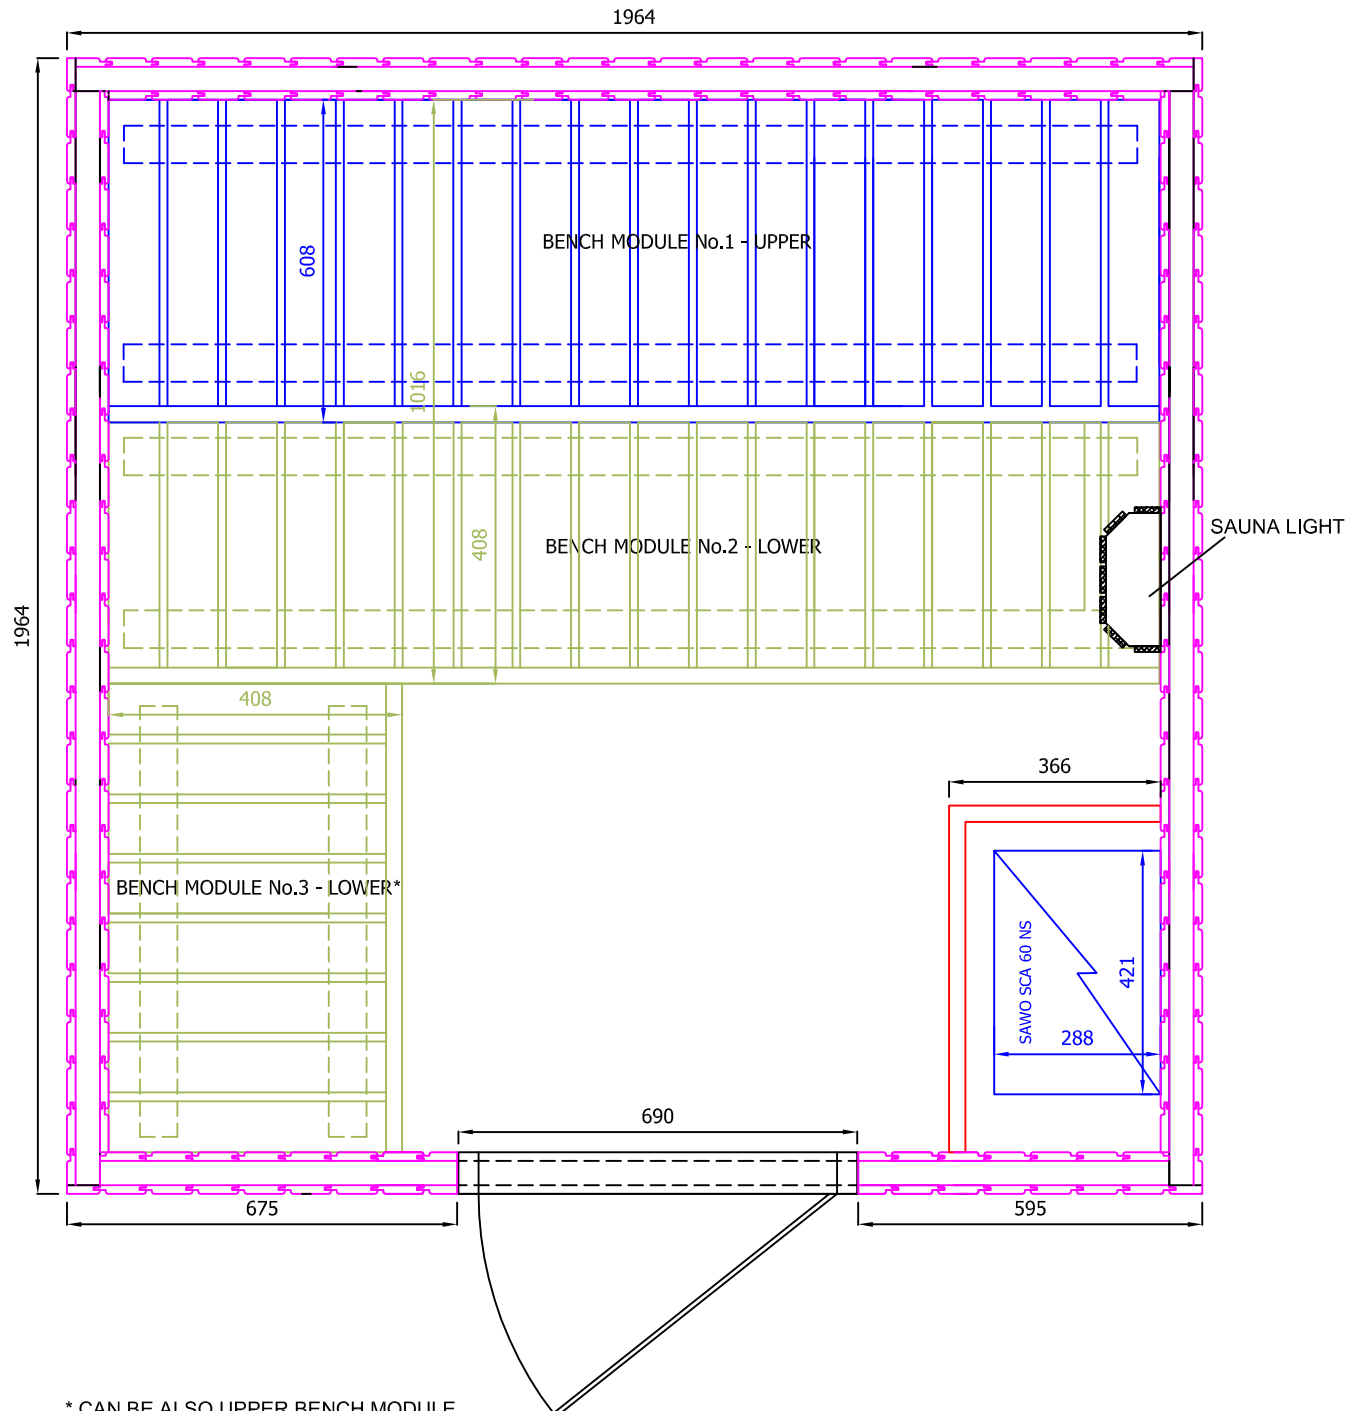 1964
BENCH MODULE No.1 - UPPER
608
1016
SAUNA LIGHT
BENCH MODULE No.2 - LOWER
408
1964
408
366
BENCH MODULE No.3 - LOWER*
SAWO SCA 60 NS
421
288
690
675
595
* CAN BE ALSO UPPER BENCH MODULE